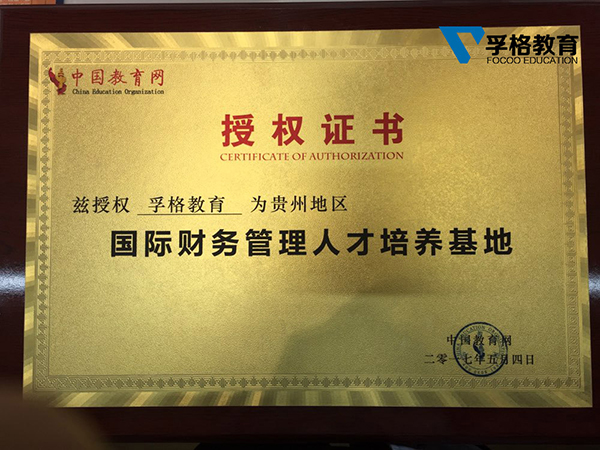 孚格教育
FOCOO EDUCATION
中国教育网
China Education Organization
授权证书
CERTIFICATE OF AUTHORIZATION
兹授权 孚格教育 为贵州地区
国际财务管理人才培养基地
中国教育网
二零一七年五月四日